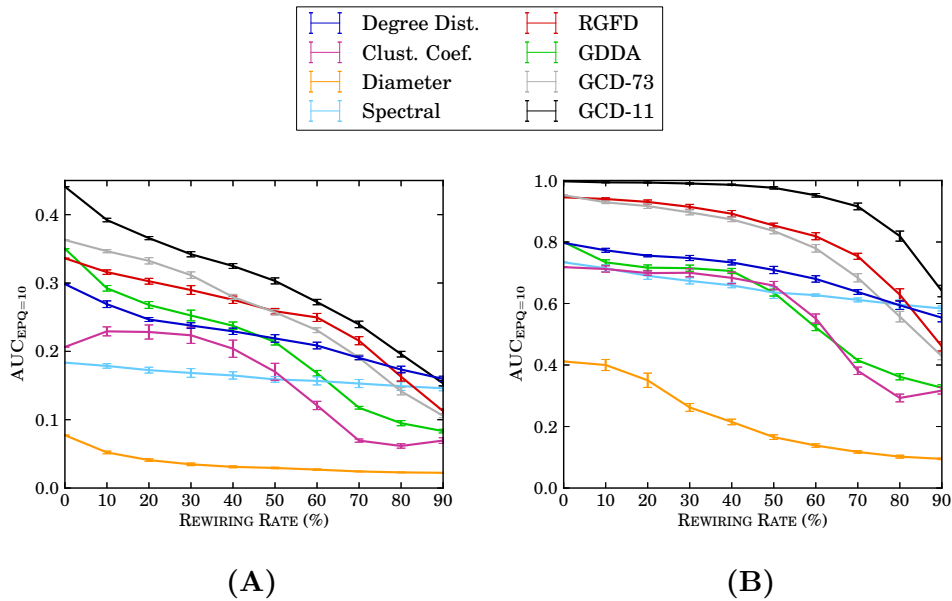 Degree Dist. RGFD
Clust. Coef. GDDA
Diameter GCD-73
Spectral GCD-11
0.4
0.3
0.2
0.1
0.0
AUC_EPQ=10
0 10 20 30 40 50 60 70 80 90
REWIRING RATE (%)
(A)
1.0
0.8
0.6
0.4
0.2
0.0
AUC_EPQ=10
0 10 20 30 40 50 60 70 80 90
REWIRING RATE (%)
(B)